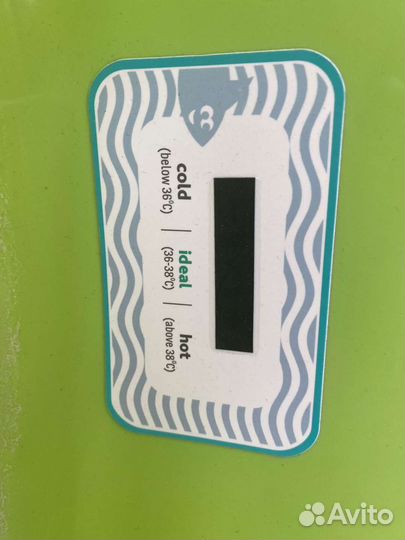 cold | ideal | hot
(below 36°C) (36-38°C) (above 38°C)
Avito